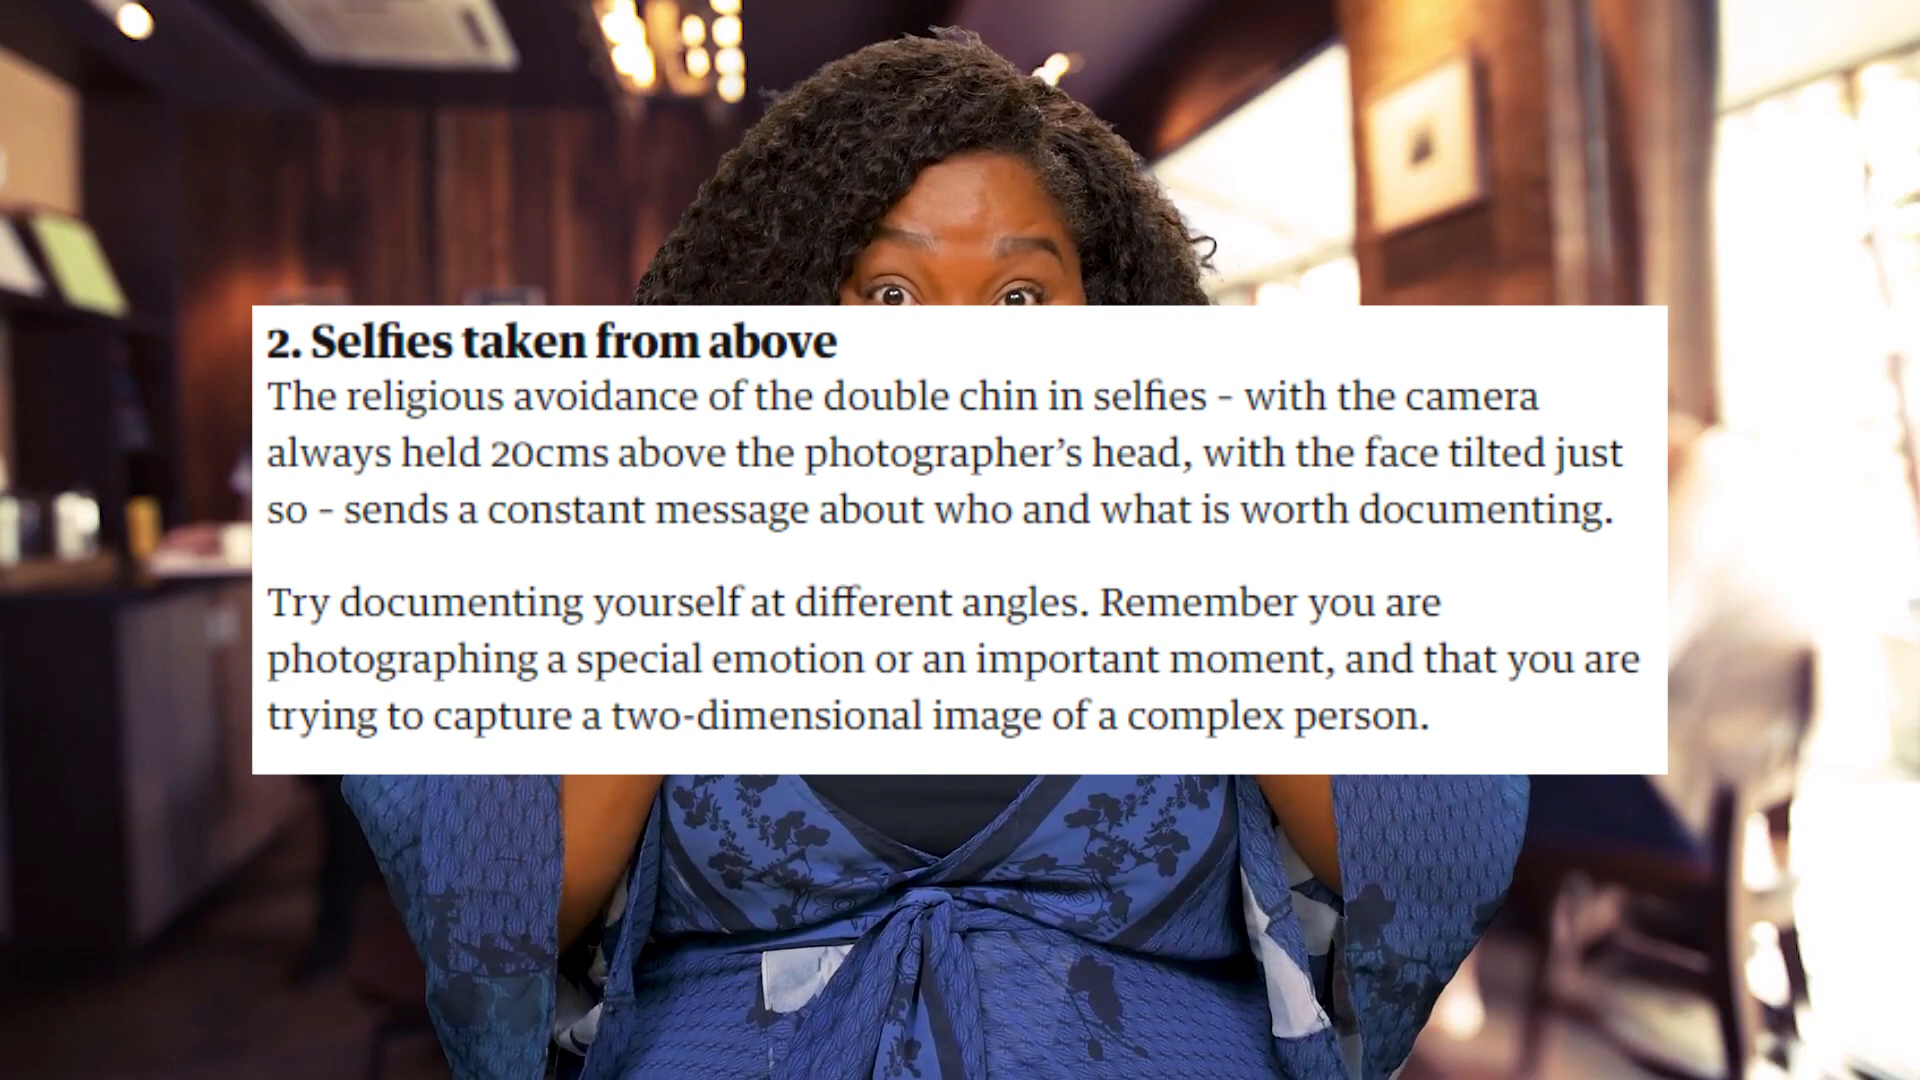 2. Selfies taken from above
The religious avoidance of the double chin in selfies – with the camera
always held 20cms above the photographer’s head, with the face tilted just
so – sends a constant message about who and what is worth documenting.
Try documenting yourself at different angles. Remember you are
photographing a special emotion or an important moment, and that you are
trying to capture a two-dimensional image of a complex person.